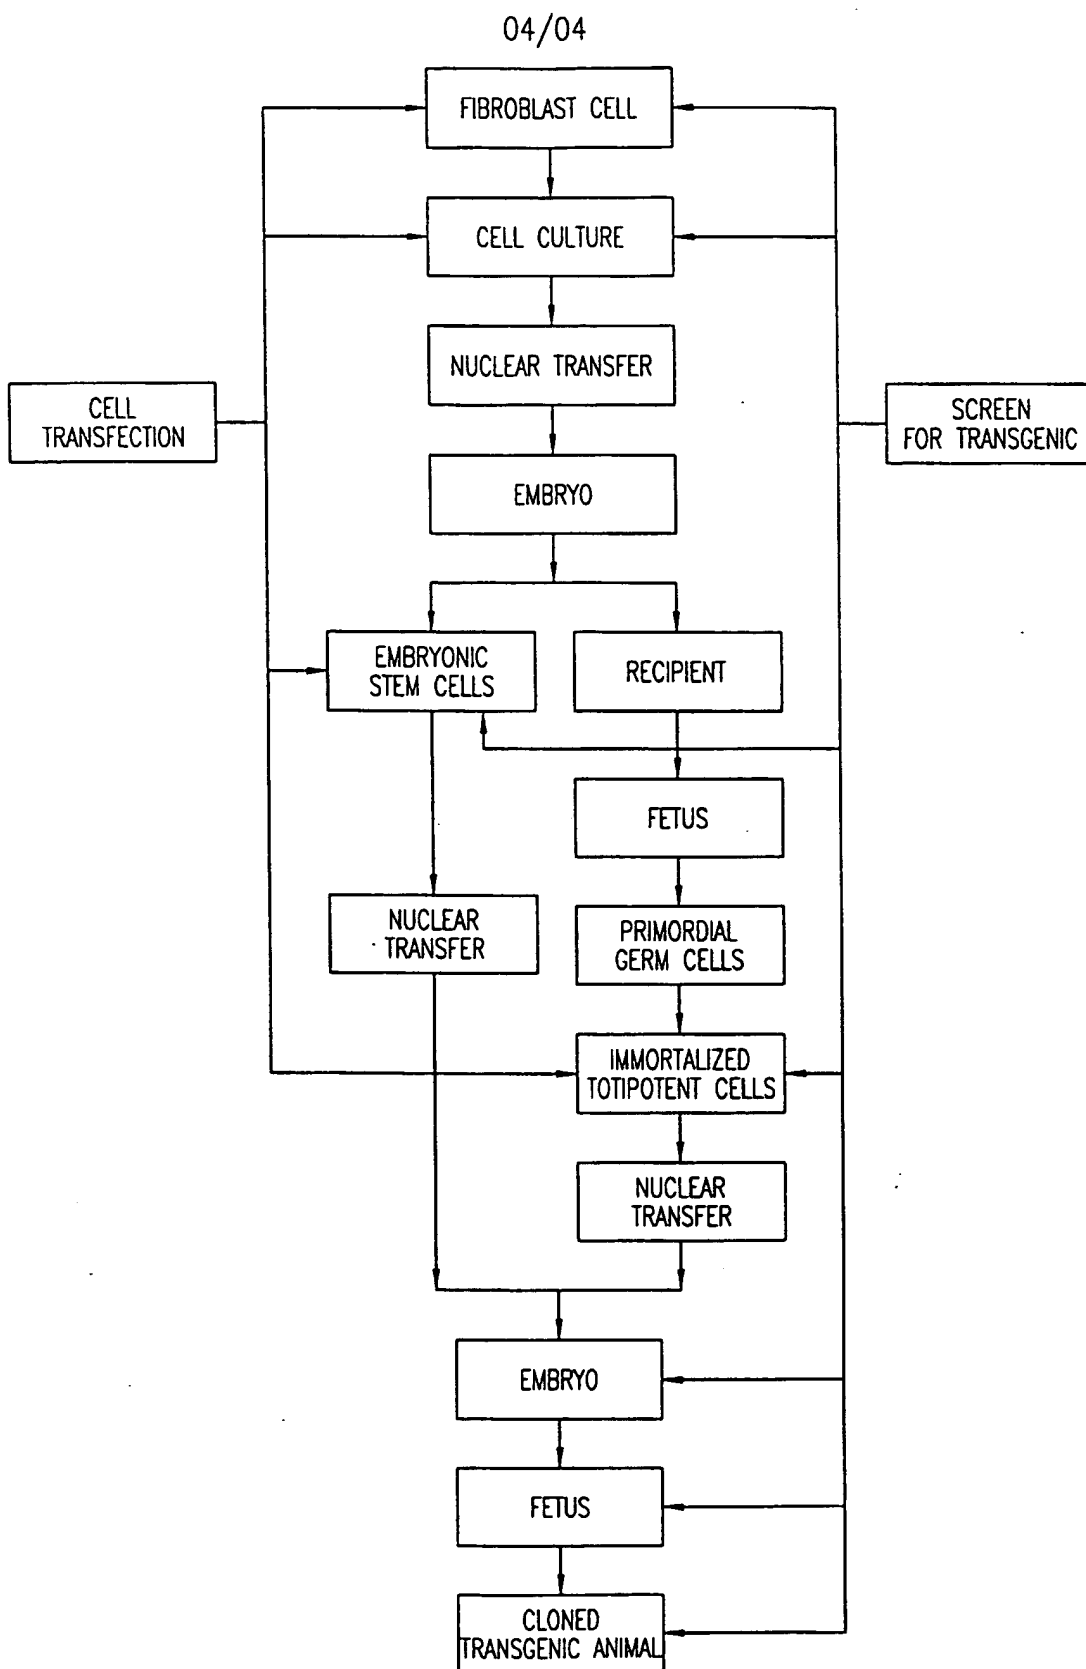 04/04
FIBROBLAST CELL
CELL CULTURE
NUCLEAR TRANSFER
CELL
TRANSFECTION
SCREEN
FOR TRANSGENIC
EMBRYO
EMBRYONIC
STEM CELLS
RECIPIENT
FETUS
NUCLEAR
TRANSFER
PRIMORDIAL
GERM CELLS
IMMORTALIZED
TOTIPOTENT CELLS
NUCLEAR
TRANSFER
EMBRYO
FETUS
CLONED
TRANSGENIC ANIMAL